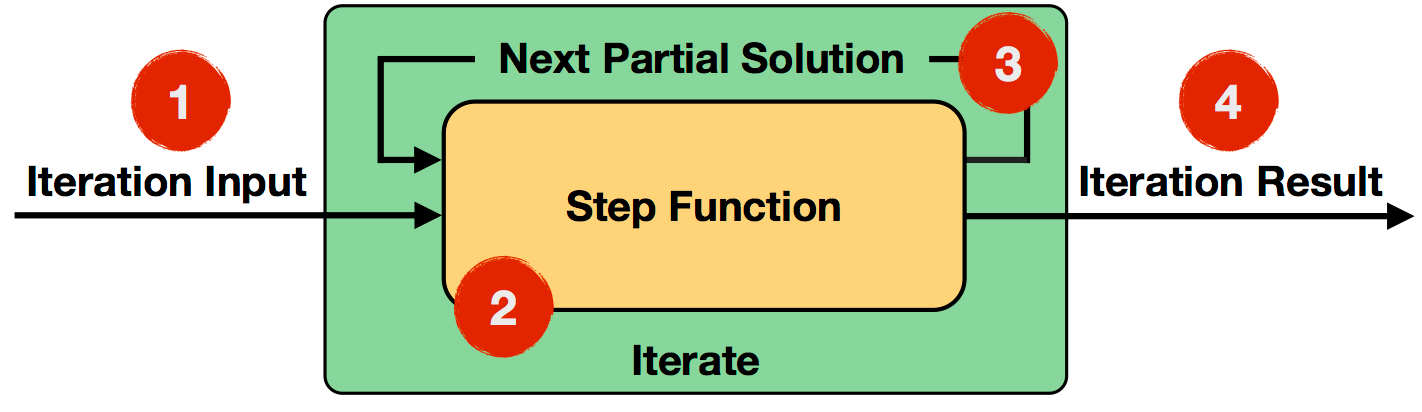 1
Iteration Input
Next Partial Solution
3
Step Function
2
Iterate
4
Iteration Result